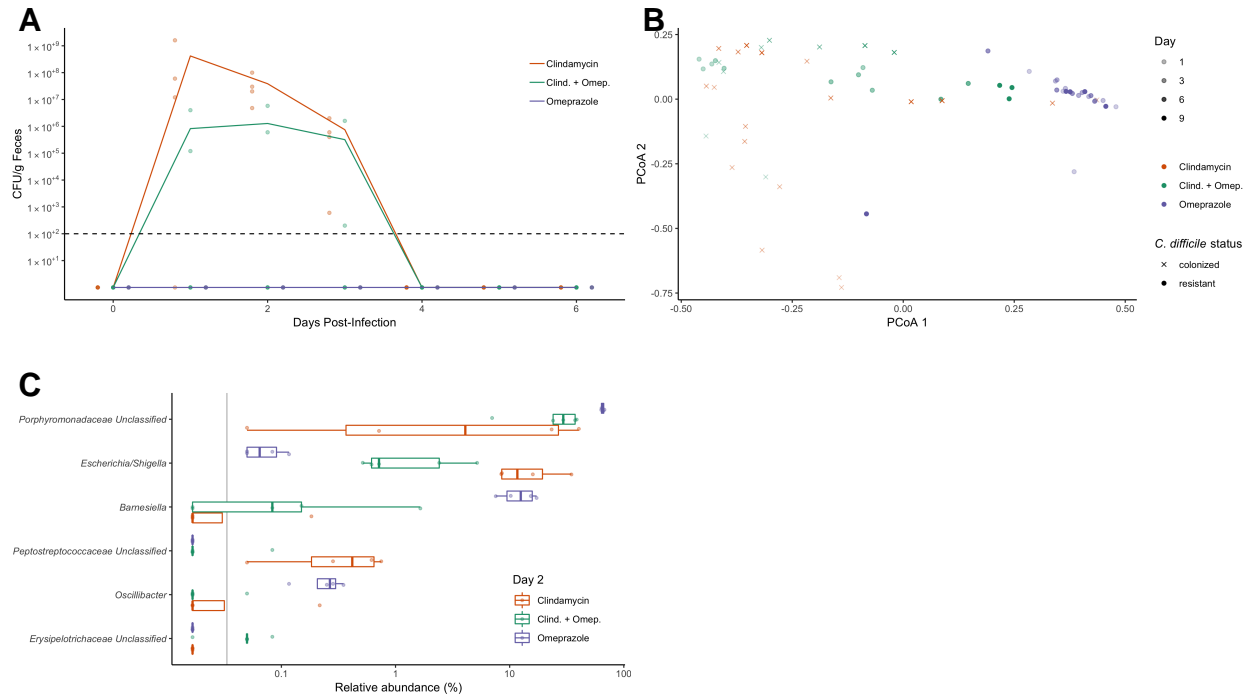 A
CFU/g Feces
1 × 10+9
1 × 10+8
1 × 10+7
1 × 10+6
1 × 10+5
1 × 10+4
1 × 10+3
1 × 10+2
1 × 10+1
0 2 4 6
Days Post-Infection
Clindamycin
Clind. + Omep.
Omeprazole
B
PCoA 2
0.25
0.00
-0.25
-0.50
-0.75
-0.50 -0.25 0.00 0.25 0.50
PCoA 1
Day
1
3
6
9
Clindamycin
Clind. + Omep.
Omeprazole
C. difficile status
colonized
resistant
C
Porphyromonadaceae Unclassified
Escherichia/Shigella
Barnesiella
Peptostreptococcaceae Unclassified
Oscillibacter
Erysipelotrichaceae Unclassified
0.1 1 10 100
Relative abundance (%)
Day 2
Clindamycin
Clind. + Omep.
Omeprazole